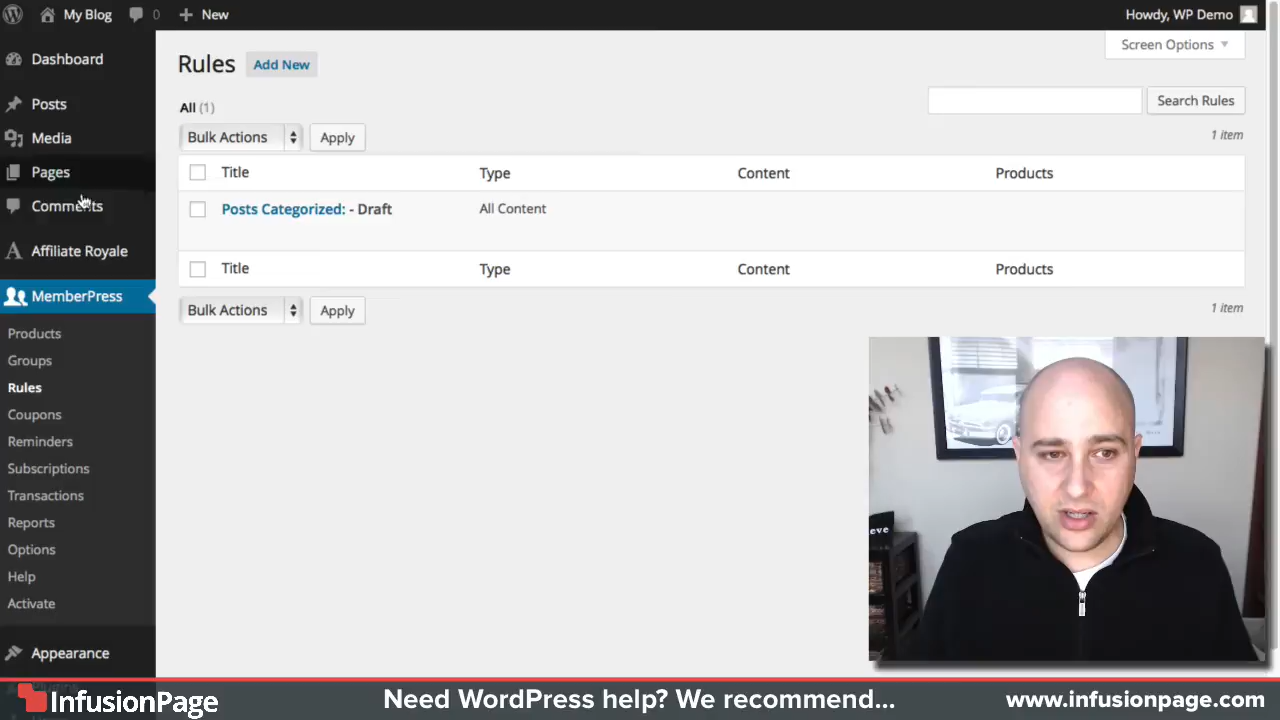 My Blog 0 New Howdy, WP Demo
Dashboard
Posts
Media
Pages
Comments
Affiliate Royale
MemberPress
Products
Groups
Rules
Coupons
Reminders
Subscriptions
Transactions
Reports
Options
Help
Activate
Appearance
Screen Options
Rules Add New
All (1)
Search Rules
Bulk Actions Apply
1 item
Title Type Content Products
Posts Categorized: - Draft All Content
Title Type Content Products
Bulk Actions Apply
1 item
eve
InfusionPage Need WordPress help? We recommend... www.infusionpage.com